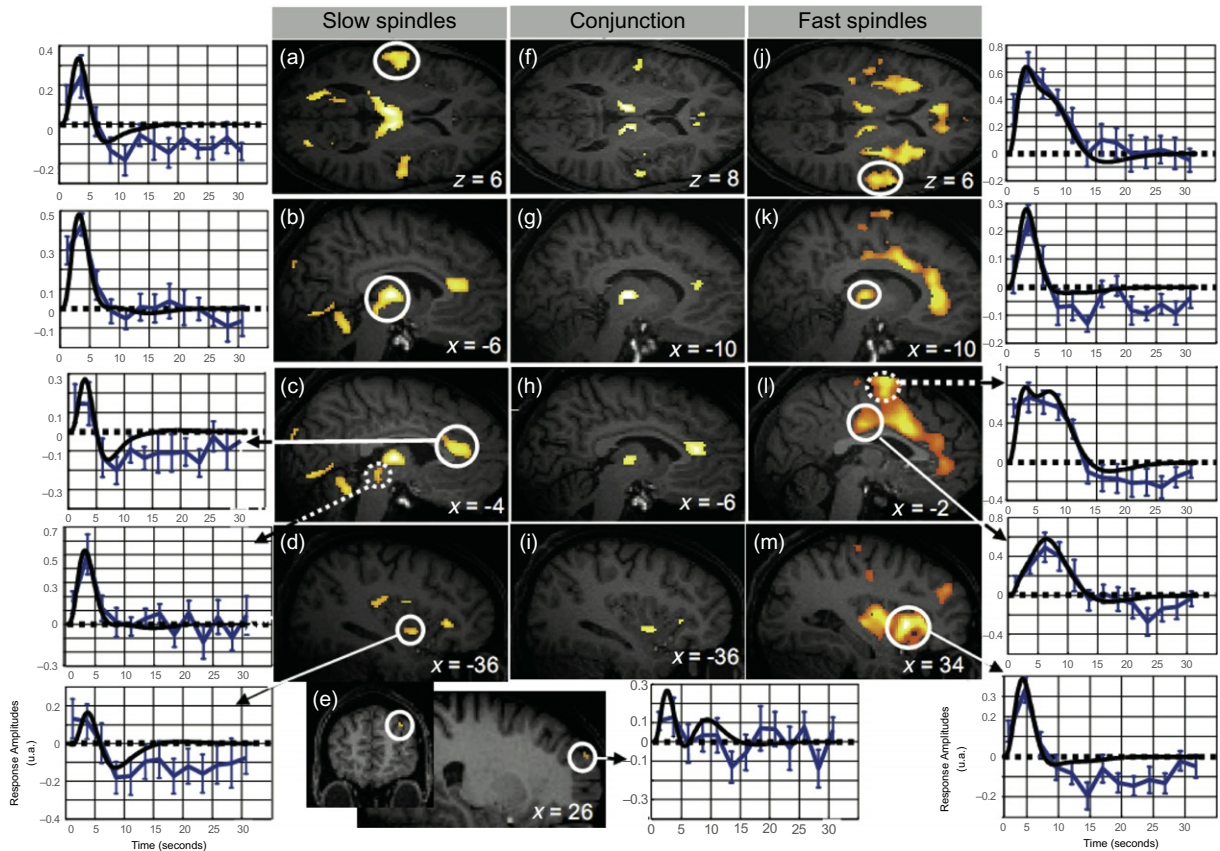 Slow spindles
Conjunction
Fast spindles
0.4
0.2
0
–0.2
0 5 10 15 20 25 30
(a)
z = 6
(f)
z = 8
(j)
z = 6
0.8
0.6
0.4
0.2
0
–0.2
0 5 10 15 20 25 30
0.5
0.3
0.1
0
–0.1
0 5 10 15 20 25 30
(b)
x = -6
(g)
x = -10
(k)
x = -10
0.3
0.2
0.1
0
–0.1
–0.2
0 5 10 15 20 25 30
0.3
0.1
0
–0.1
–0.3
0 5 10 15 20 25 30
(c)
x = -4
(h)
x = -6
(l)
x = -2
1
0.8
0.4
0
–0.4
0 5 10 15 20 25 30
0.7
0.5
0.3
0
–0.3
0 5 10 15 20 25 30
(d)
x = -36
(i)
x = -36
(m)
x = 34
0.8
0.4
0
–0.4
0 5 10 15 20 25 30
Response Amplitudes
(u.a.)
0.2
0
–0.2
–0.4
0 5 10 15 20 25 30
Time (seconds)
(e)
x = 26
0.3
0.1
0
–0.1
–0.3
0 5 10 15 20 25 30
Response Amplitudes
(u.a.)
0.4
0.3
0.2
0
–0.2
0 5 10 15 20 25 30
Time (seconds)